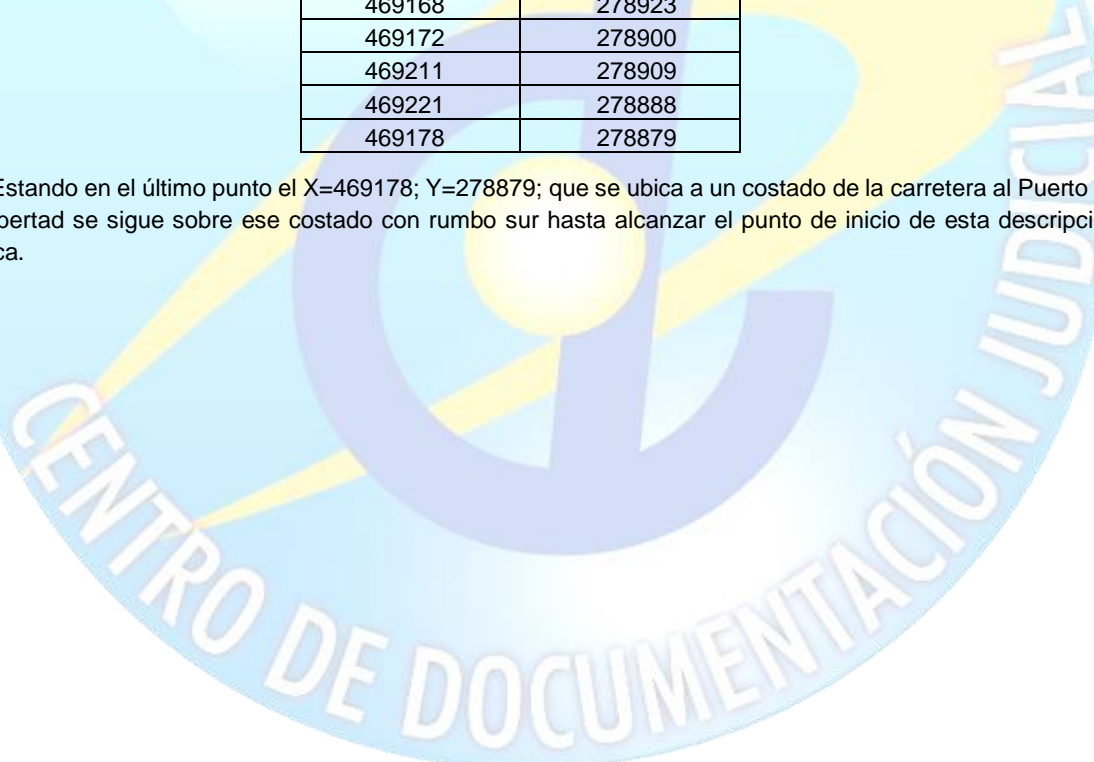 469168 278923
469172 278900
469211 278909
469221 278888
469178 278879
Estando en el último punto el X=469178; Y=278879; que se ubica a un costado de la carretera al Puerto
bertad se sigue sobre ese costado con rumbo sur hasta alcanzar el punto de inicio de esta descripci
ca.
CENTRO DE DOCUMENTACIÓN JUDICIAL